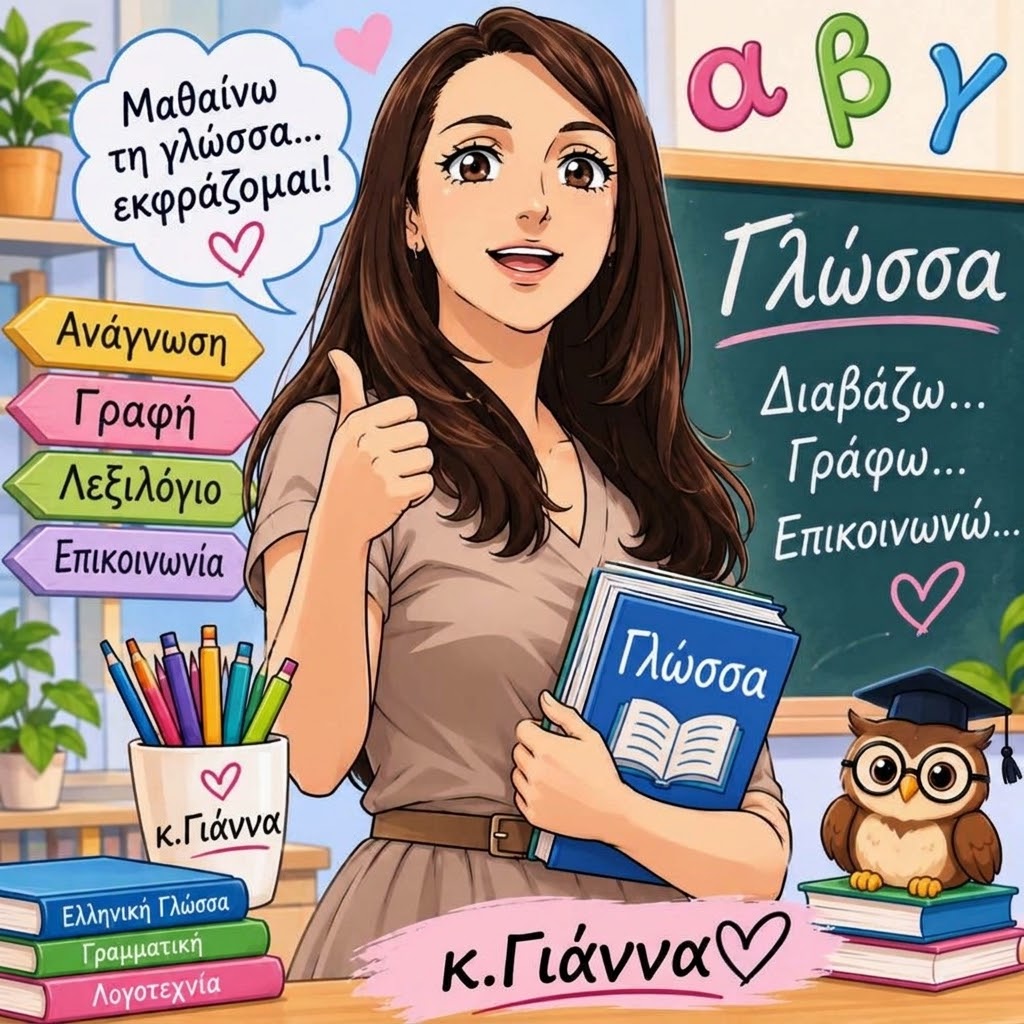 Μαθαίνω
τη γλώσσα...
εκφράζομαι!
α β γ
Γλώσσα
Διαβάζω...
Γράφω...
Επικοινωνώ...
Ανάγνωση
Γραφή
Λεξιλόγιο
Επικοινωνία
Γλώσσα
κ.Γιάννα
Ελληνική Γλώσσα
Γραμματική
Λογοτεχνία
κ.Γιάννα